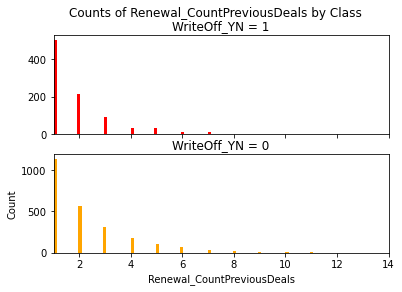 Counts of Renewal_CountPreviousDeals by Class
WriteOff_YN = 1
400
200
0
WriteOff_YN = 0
1000
500
0
Count
2 4 6 8 10 12 14
Renewal_CountPreviousDeals